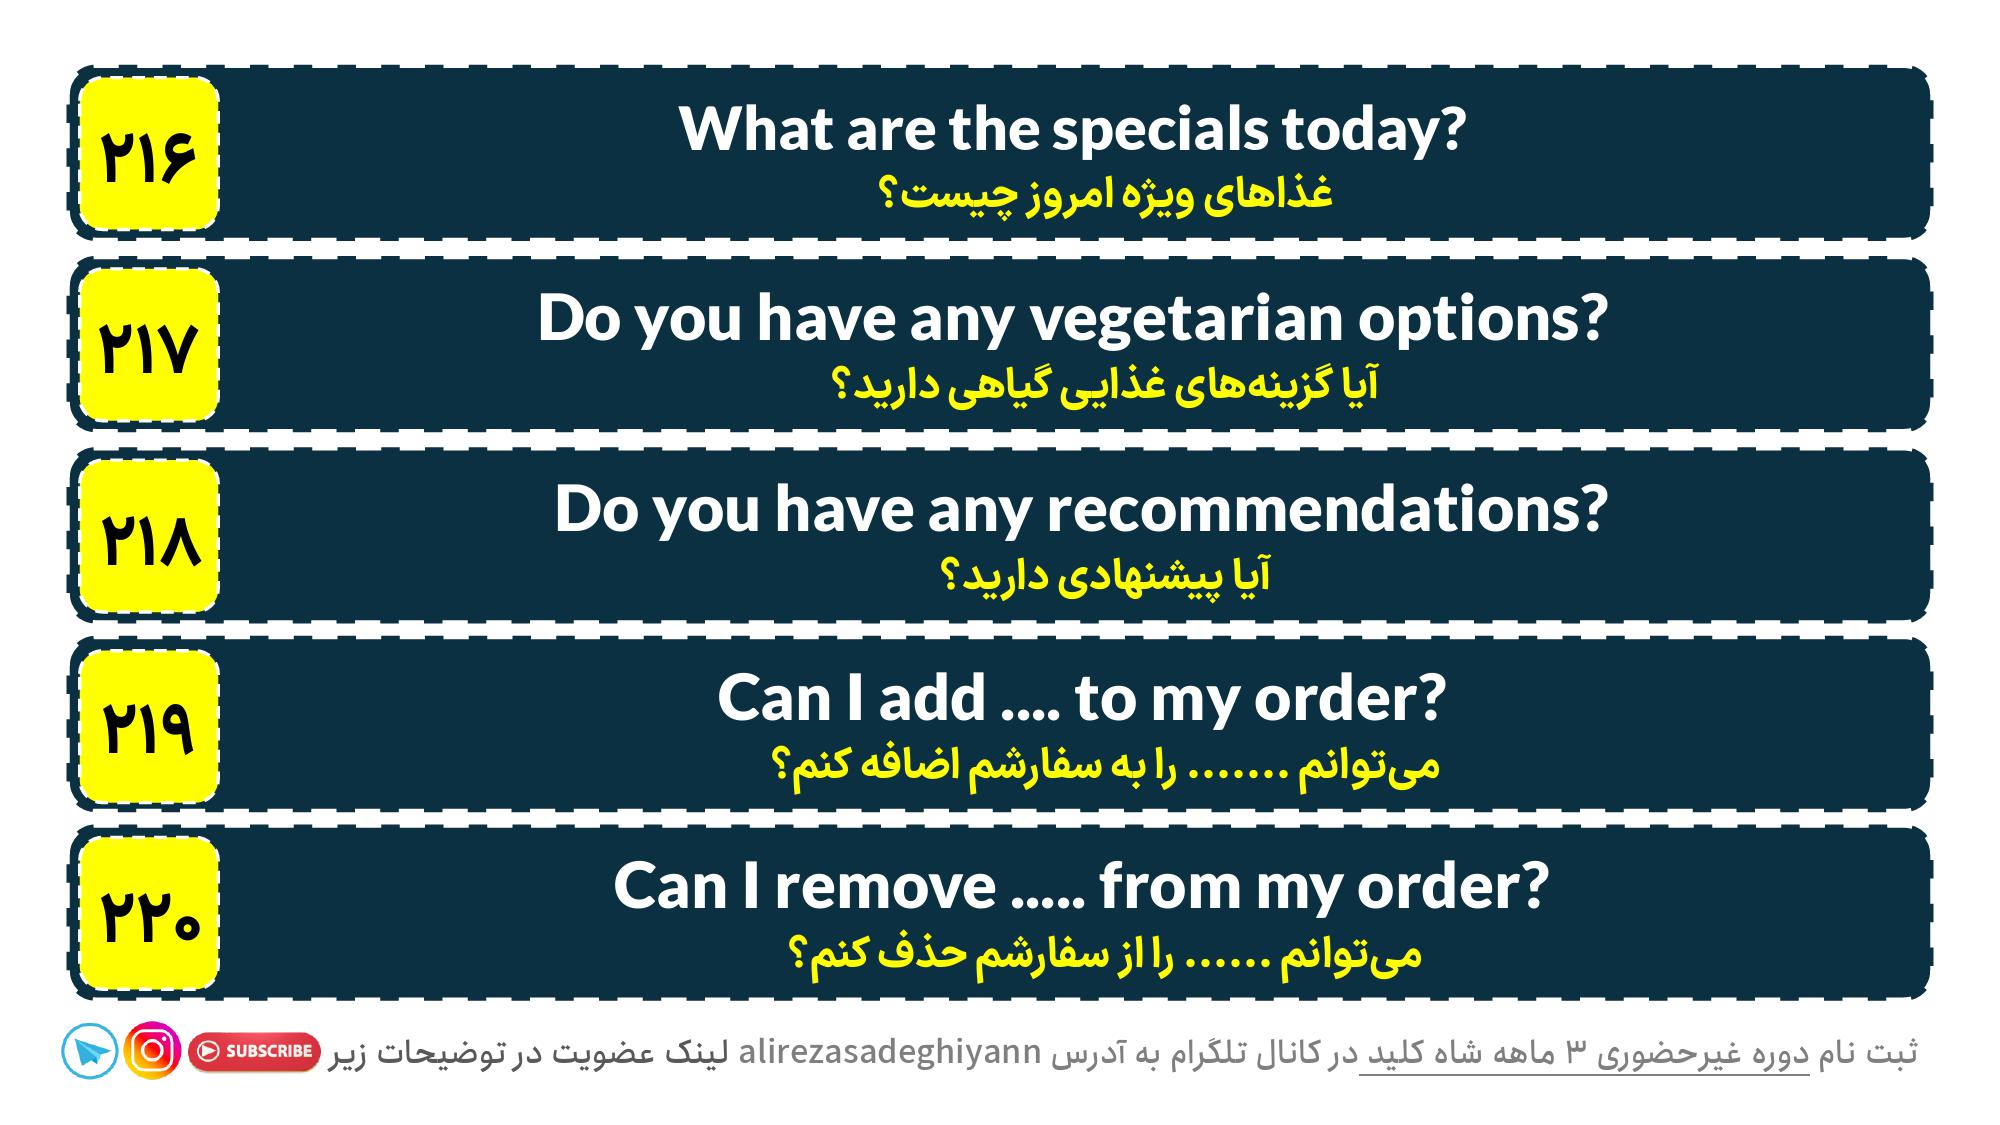 ۲۱۶
What are the specials today?
غذاهای ویژه امروز چیست؟
۲۱۷
Do you have any vegetarian options?
آیا گزینه‌های غذایی گیاهی دارید؟
۲۱۸
Do you have any recommendations?
آیا پیشنهادی دارید؟
۲۱۹
Can I add .... to my order?
می‌توانم ....... را به سفارشم اضافه کنم؟
۲۲۰
Can I remove ..... from my order?
می‌توانم ...... را از سفارشم حذف کنم؟
ثبت نام دوره غیرحضوری ۳ ماهه شاه کلید در کانال تلگرام به آدرس alirezasadeghiyann لینک عضویت در توضیحات زیر SUBSCRIBE